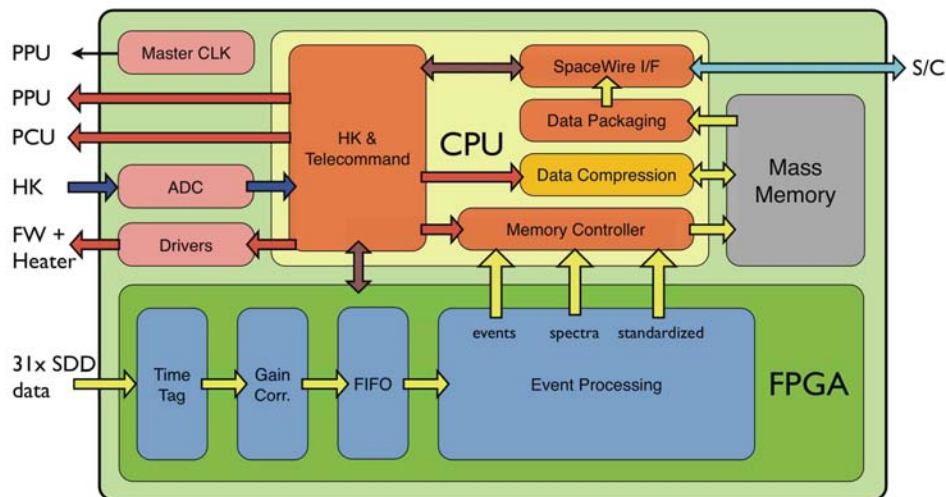 PPU
Master CLK
SpaceWire I/F
S/C
PPU
Data Packaging
PCU
HK &
Telecommand
CPU
Mass
Memory
HK
ADC
Data Compression
FW +
Heater
Drivers
Memory Controller
events
spectra
standardized
31x SDD
data
Time
Tag
Gain
Corr.
FIFO
Event Processing
FPGA